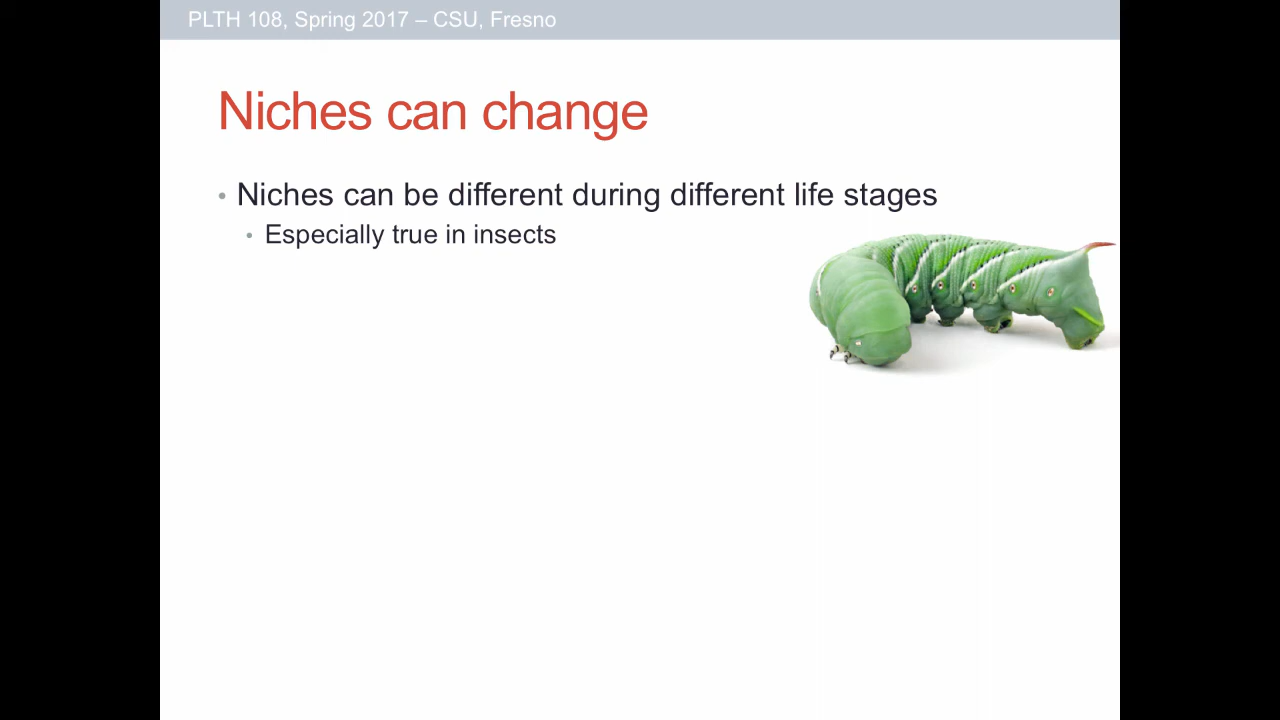 PLTH 108, Spring 2017 – CSU, Fresno
Niches can change
• Niches can be different during different life stages
• Especially true in insects